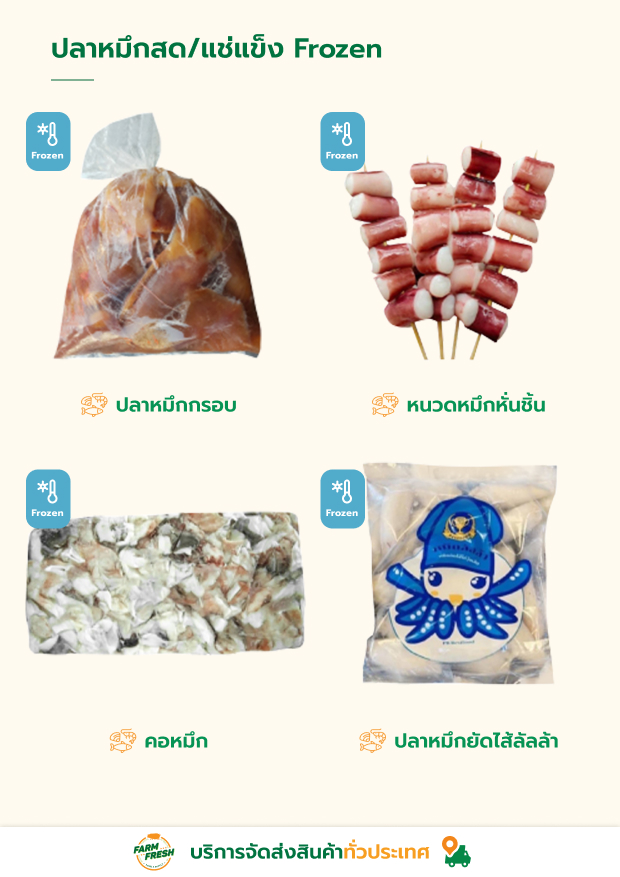 ปลาหมึกสด/แช่แข็ง Frozen
Frozen
Frozen
ปลาหมึกกรอบ
หนวดหมึกหั่นชิ้น
Frozen
Frozen
คอหมึก
ปลาหมึกยัดไส้ลัลล้า
FARM
FRESH
บริการจัดส่งสินค้าทั่วประเทศ